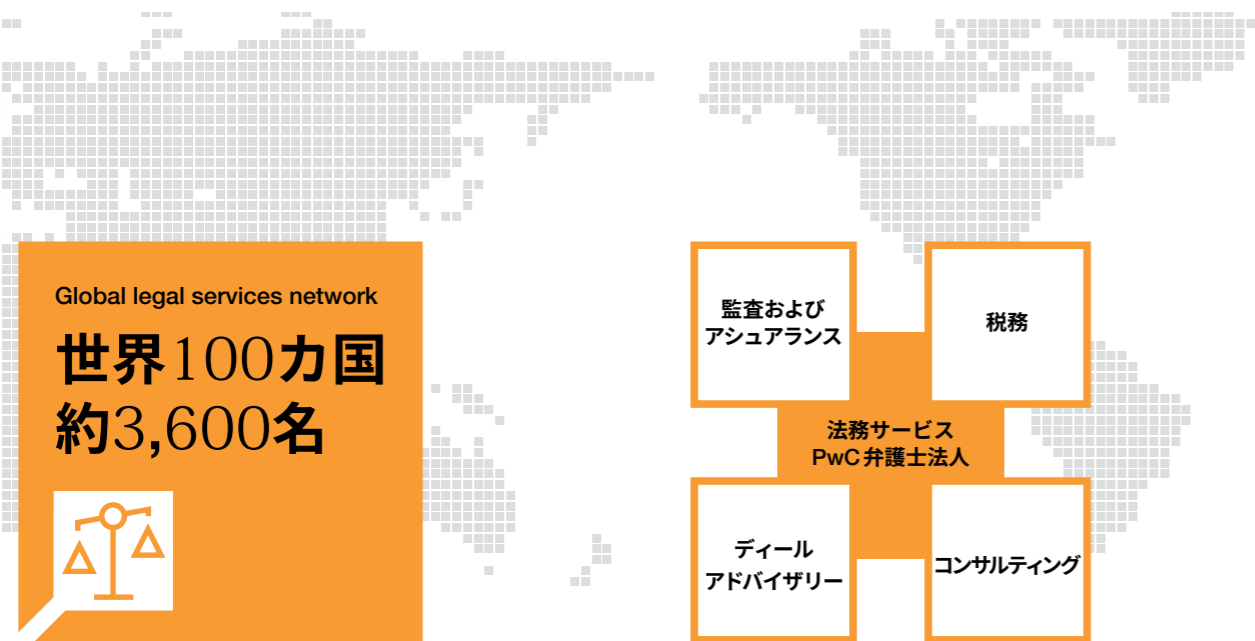 Global legal services network
世界100カ国
約3,600名
監査および
アシュアランス
税務
法務サービス
PwC弁護士法人
ディール
アドバイザリー
コンサルティング